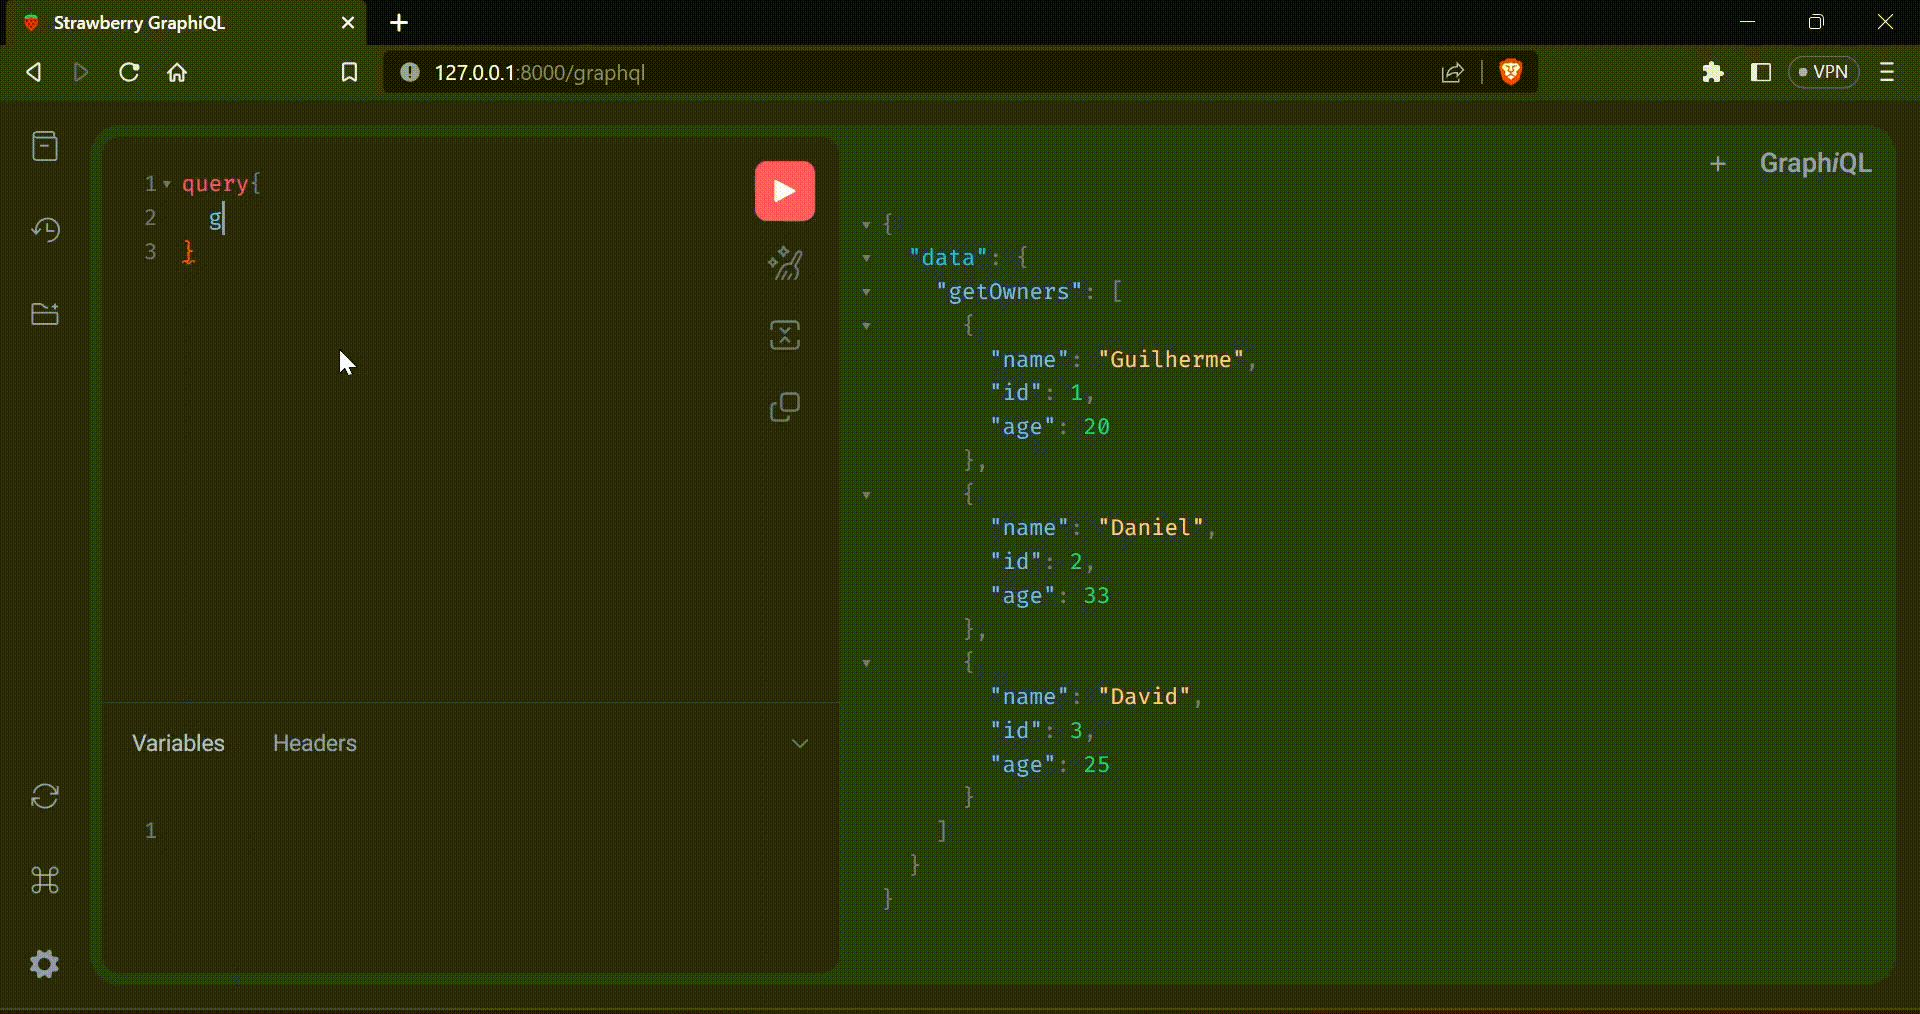 Strawberry GraphiQL
127.0.0.1:8000/graphql
VPN
1 query{
2 g
3 }
GraphiQL
{
"data": {
"getOwners": [
{
"name": "Guilherme",
"id": 1,
"age": 20
},
{
"name": "Daniel",
"id": 2,
"age": 33
},
{
"name": "David",
"id": 3,
"age": 25
}
]
}
}
Variables Headers
1